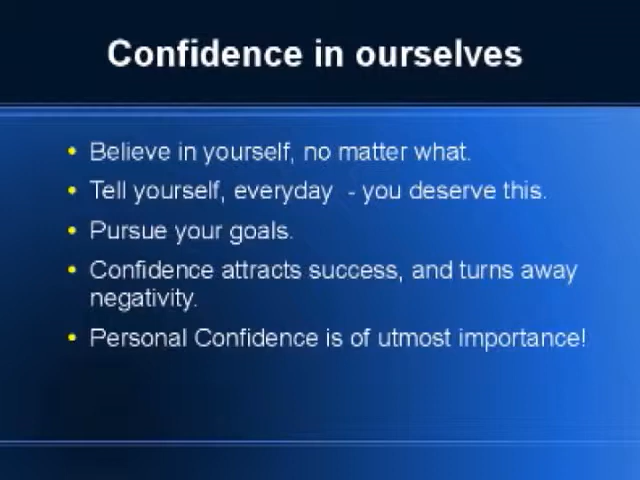 Confidence in ourselves
• Believe in yourself, no matter what.
• Tell yourself, everyday  - you deserve this.
• Pursue your goals.
• Confidence attracts success, and turns away
negativity.
• Personal Confidence is of utmost importance!